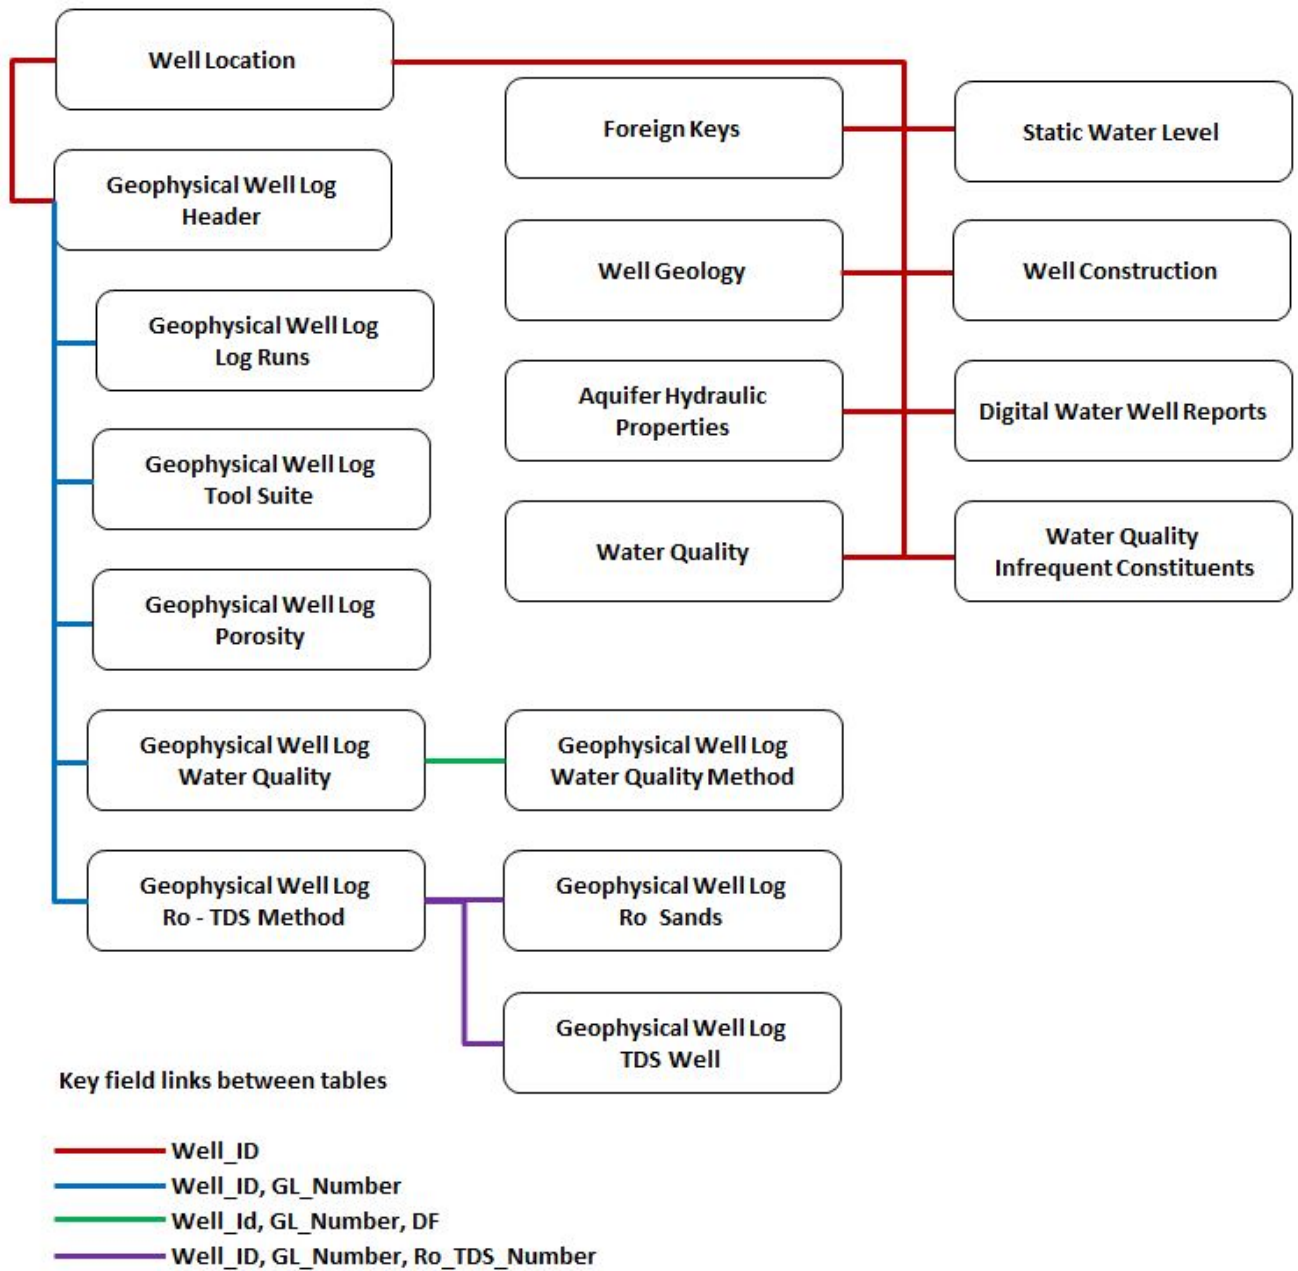 Well Location
Foreign Keys
Static Water Level
Geophysical Well Log
Header
Well Geology
Well Construction
Geophysical Well Log
Log Runs
Aquifer Hydraulic
Properties
Digital Water Well Reports
Geophysical Well Log
Tool Suite
Water Quality
Water Quality
Infrequent Constituents
Geophysical Well Log
Porosity
Geophysical Well Log
Water Quality
Geophysical Well Log
Water Quality Method
Geophysical Well Log
Ro - TDS Method
Geophysical Well Log
Ro Sands
Geophysical Well Log
TDS Well
Key field links between tables
Well_ID
Well_ID, GL_Number
Well_Id, GL_Number, DF
Well_ID, GL_Number, Ro_TDS_Number